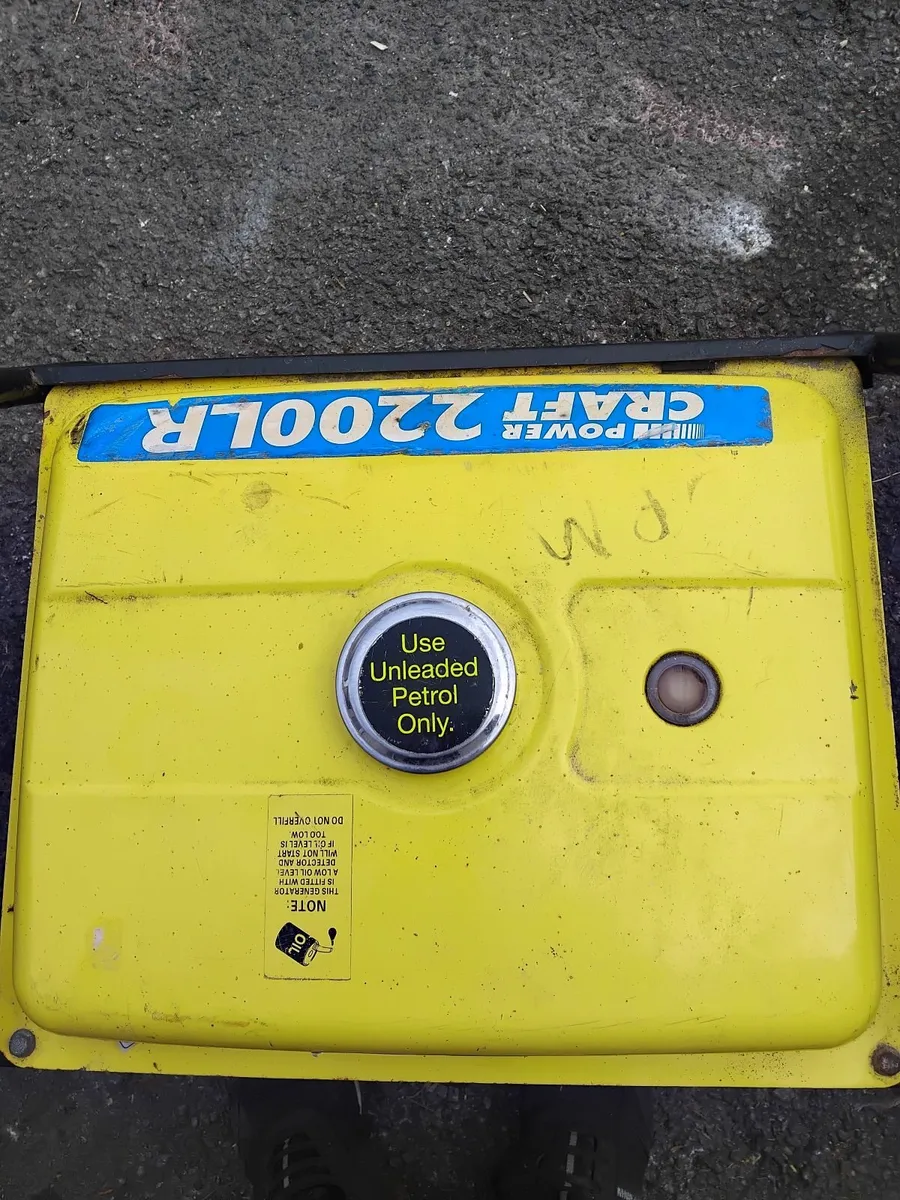 POWER
CRAFT 2200LR
Use
Unleaded
Petrol
Only.
OIL
NOTE:
THIS GENERATOR
IS FITTED WITH
A LOW OIL LEVEL
DETECTOR AND
WILL NOT START
IF OIL LEVEL IS
TOO LOW.
DO NOT OVERFILL